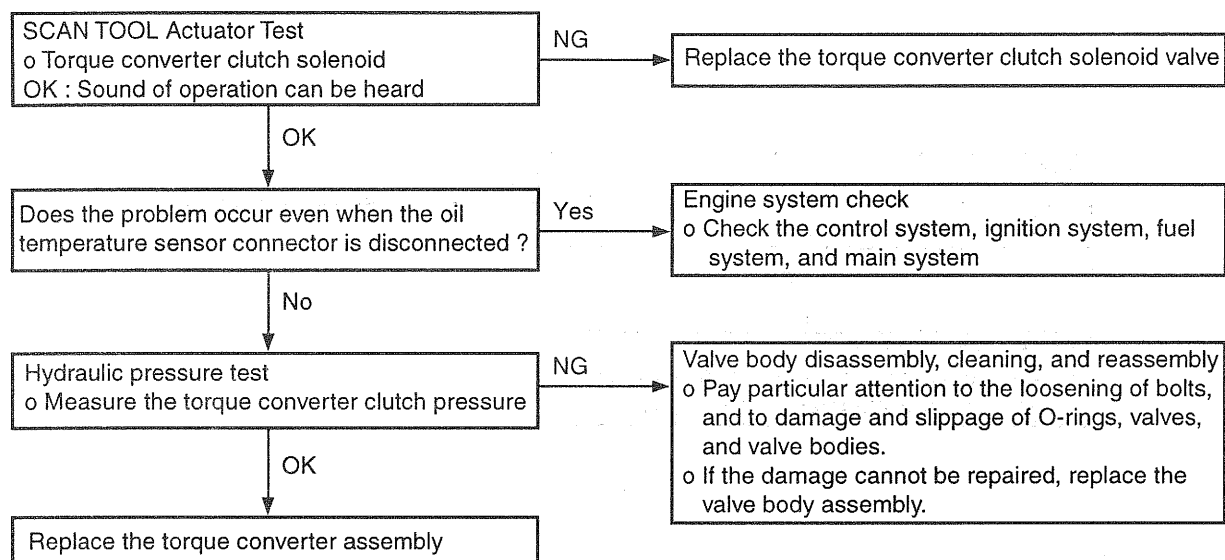 SCAN TOOL Actuator Test
o Torque converter clutch solenoid
OK : Sound of operation can be heard
NG
Replace the torque converter clutch solenoid valve
OK
Does the problem occur even when the oil
temperature sensor connector is disconnected ?
Yes
Engine system check
o Check the control system, ignition system, fuel
system, and main system
No
Hydraulic pressure test
o Measure the torque converter clutch pressure
NG
Valve body disassembly, cleaning, and reassembly
o Pay particular attention to the loosening of bolts,
and to damage and slippage of O-rings, valves,
and valve bodies.
o If the damage cannot be repaired, replace the
valve body assembly.
OK
Replace the torque converter assembly